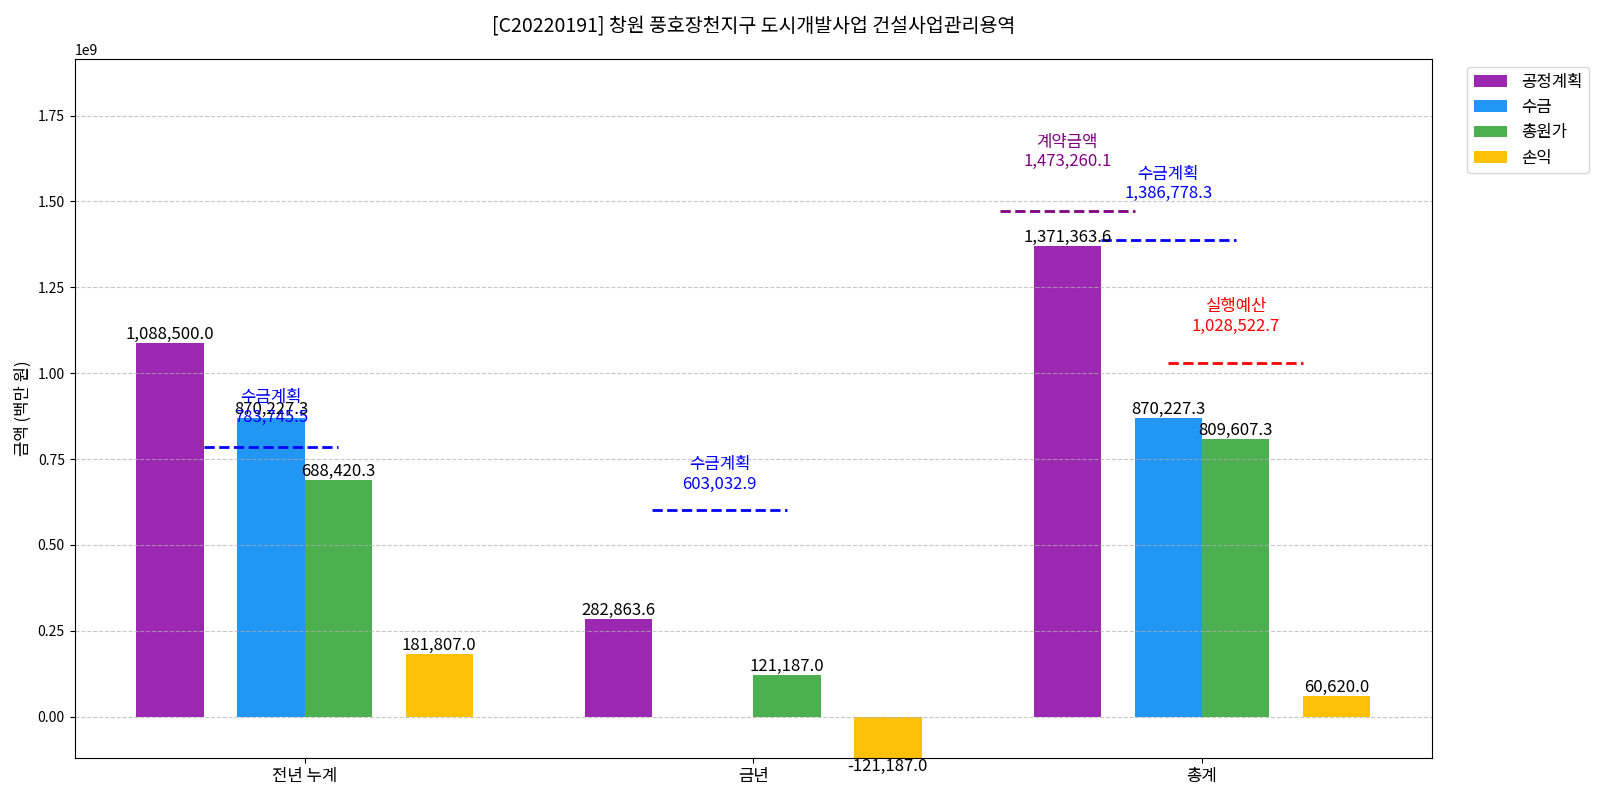 [C20220191] 창원 풍호장천지구 도시개발사업 건설사업관리용역
1e9
공정계획
수금
총원가
손익
1.75
1.50
1.25
1.00
0.75
0.50
0.25
0.00
금액 (백만 원)
계약금액
1,473,260.1
수금계획
1,386,778.3
1,371,363.6
실행예산
1,028,522.7
1,088,500.0
수금계획
783,745.5
870,227.3
688,420.3
181,807.0
수금계획
603,032.9
282,863.6
121,187.0
-121,187.0
870,227.3
809,607.3
60,620.0
전년 누계
금년
총계